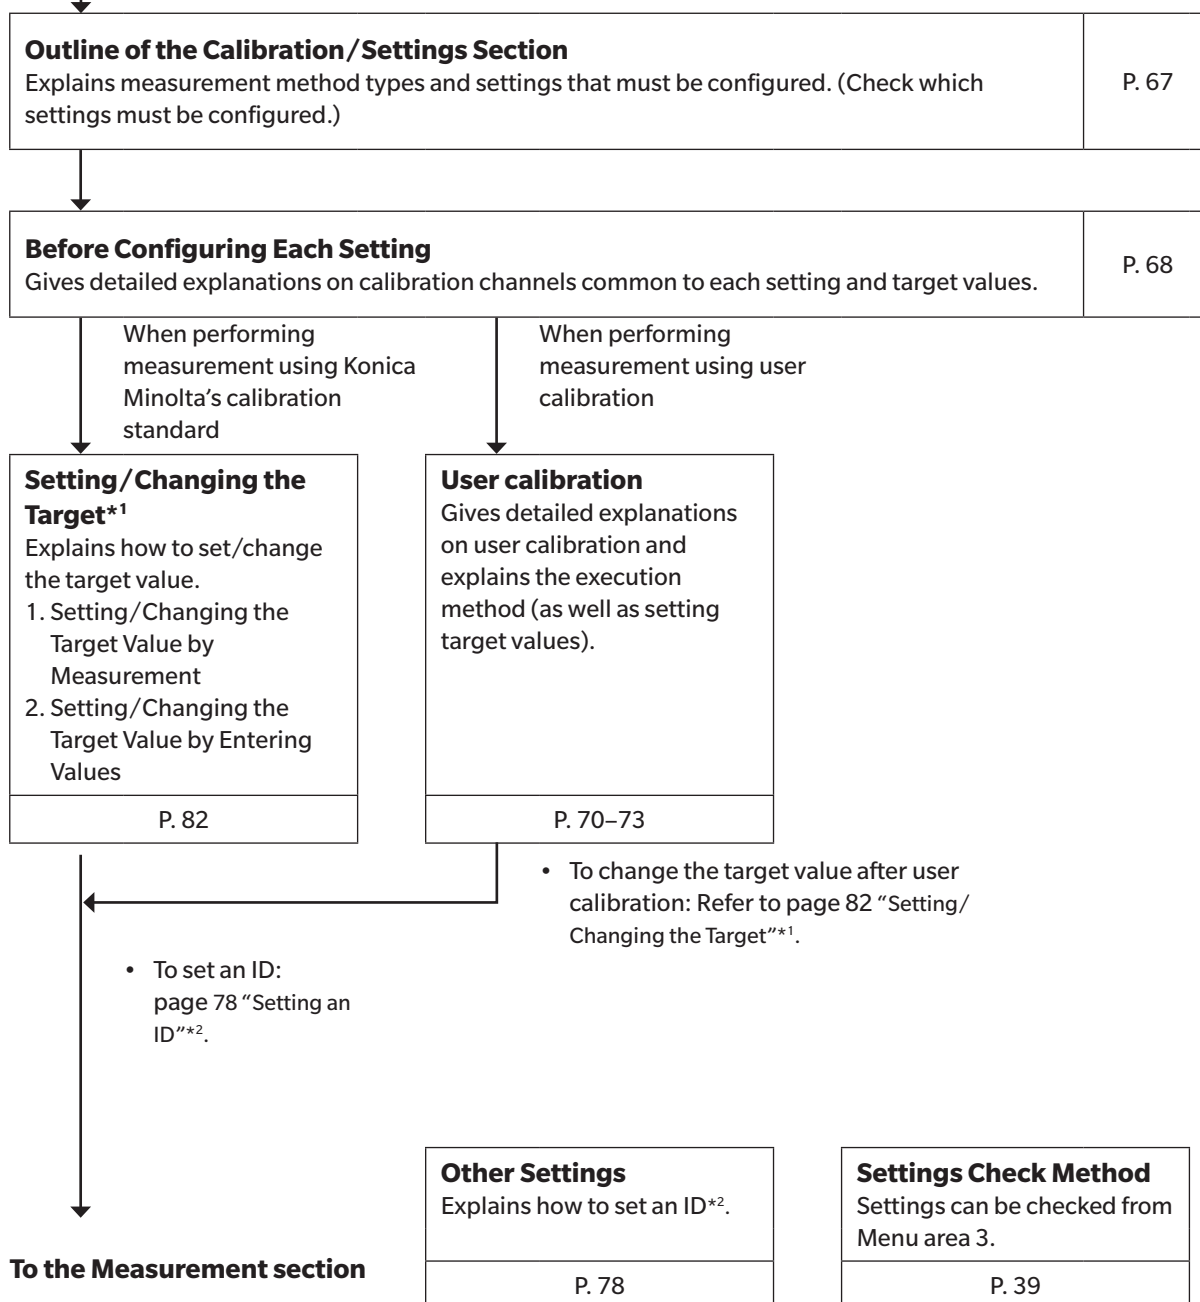 Outline of the Calibration/Settings Section
Explains measurement method types and settings that must be configured. (Check which
settings must be configured.)
P. 67
Before Configuring Each Setting
Gives detailed explanations on calibration channels common to each setting and target values.
P. 68
When performing
measurement using Konica
Minolta’s calibration
standard
When performing
measurement using user
calibration
Setting/Changing the
Target*1
Explains how to set/change
the target value.
1. Setting/Changing the
Target Value by
Measurement
2. Setting/Changing the
Target Value by Entering
Values
P. 82
User calibration
Gives detailed explanations
on user calibration and
explains the execution
method (as well as setting
target values).
P. 70–73
• To change the target value after user
calibration: Refer to page 82 “Setting/
Changing the Target”*1.
• To set an ID:
page 78 “Setting an
ID”*2.
To the Measurement section
Other Settings
Explains how to set an ID*2.
P. 78
Settings Check Method
Settings can be checked from
Menu area 3.
P. 39